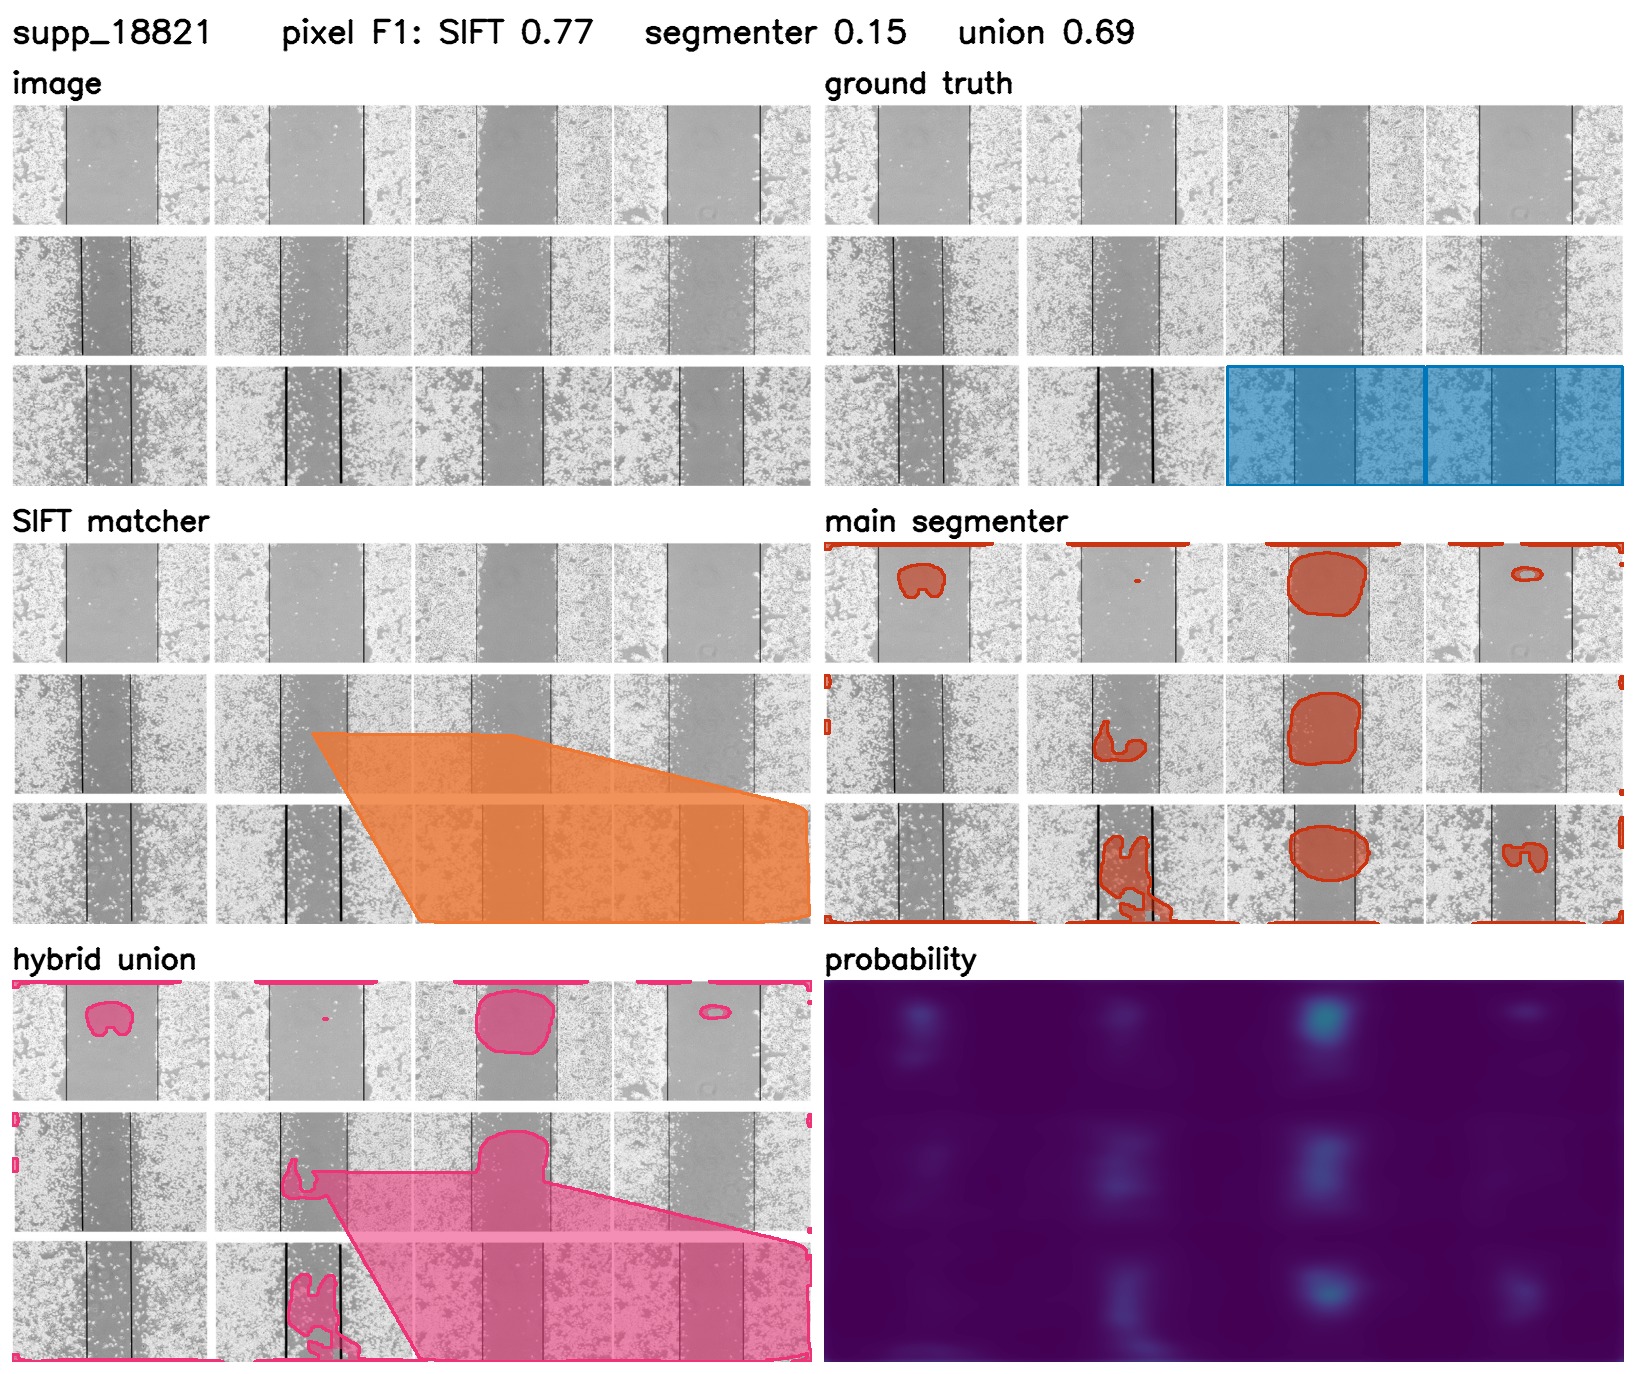 supp_18821 pixel F1: SIFT 0.77 segmenter 0.15 union 0.69
image ground truth
SIFT matcher main segmenter
hybrid union probability